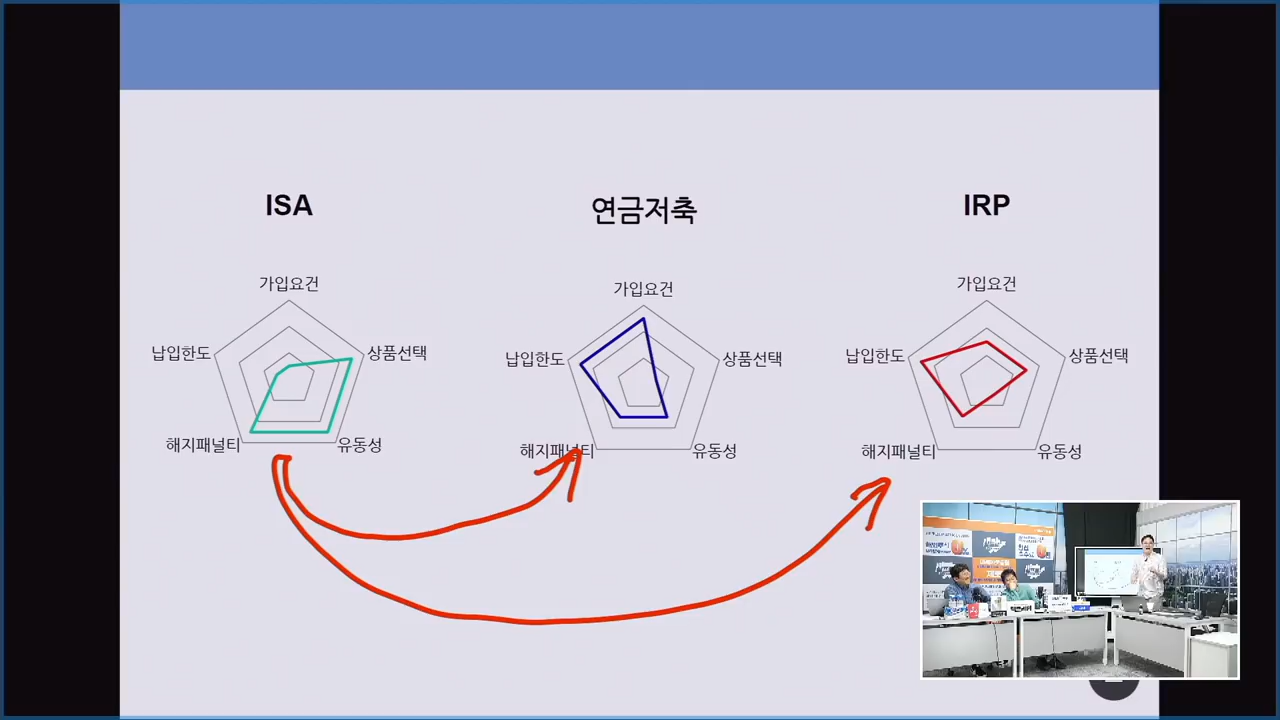 ISA
연금저축
IRP
가입요건
납입한도
상품선택
해지패널티
유동성
가입요건
납입한도
상품선택
해지패널티
유동성
가입요건
납입한도
상품선택
해지패널티
유동성